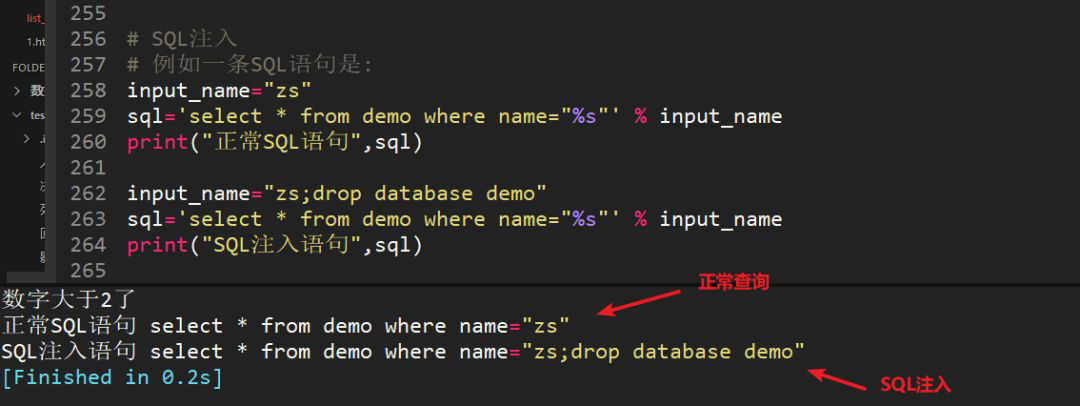 list_
1.ht
FOLDE
数
tes
255
256 # SQL注入
257 # 例如一条SQL语句是:
258 input_name="zs"
259 sql='select * from demo where name="%s"' % input_name
260 print("正常SQL语句",sql)
261
262 input_name="zs;drop database demo"
263 sql='select * from demo where name="%s"' % input_name
264 print("SQL注入语句",sql)
265
数字大于2了
正常查询
正常SQL语句 select * from demo where name="zs"
SQL注入语句 select * from demo where name="zs;drop database demo"
[Finished in 0.2s]
SQL注入